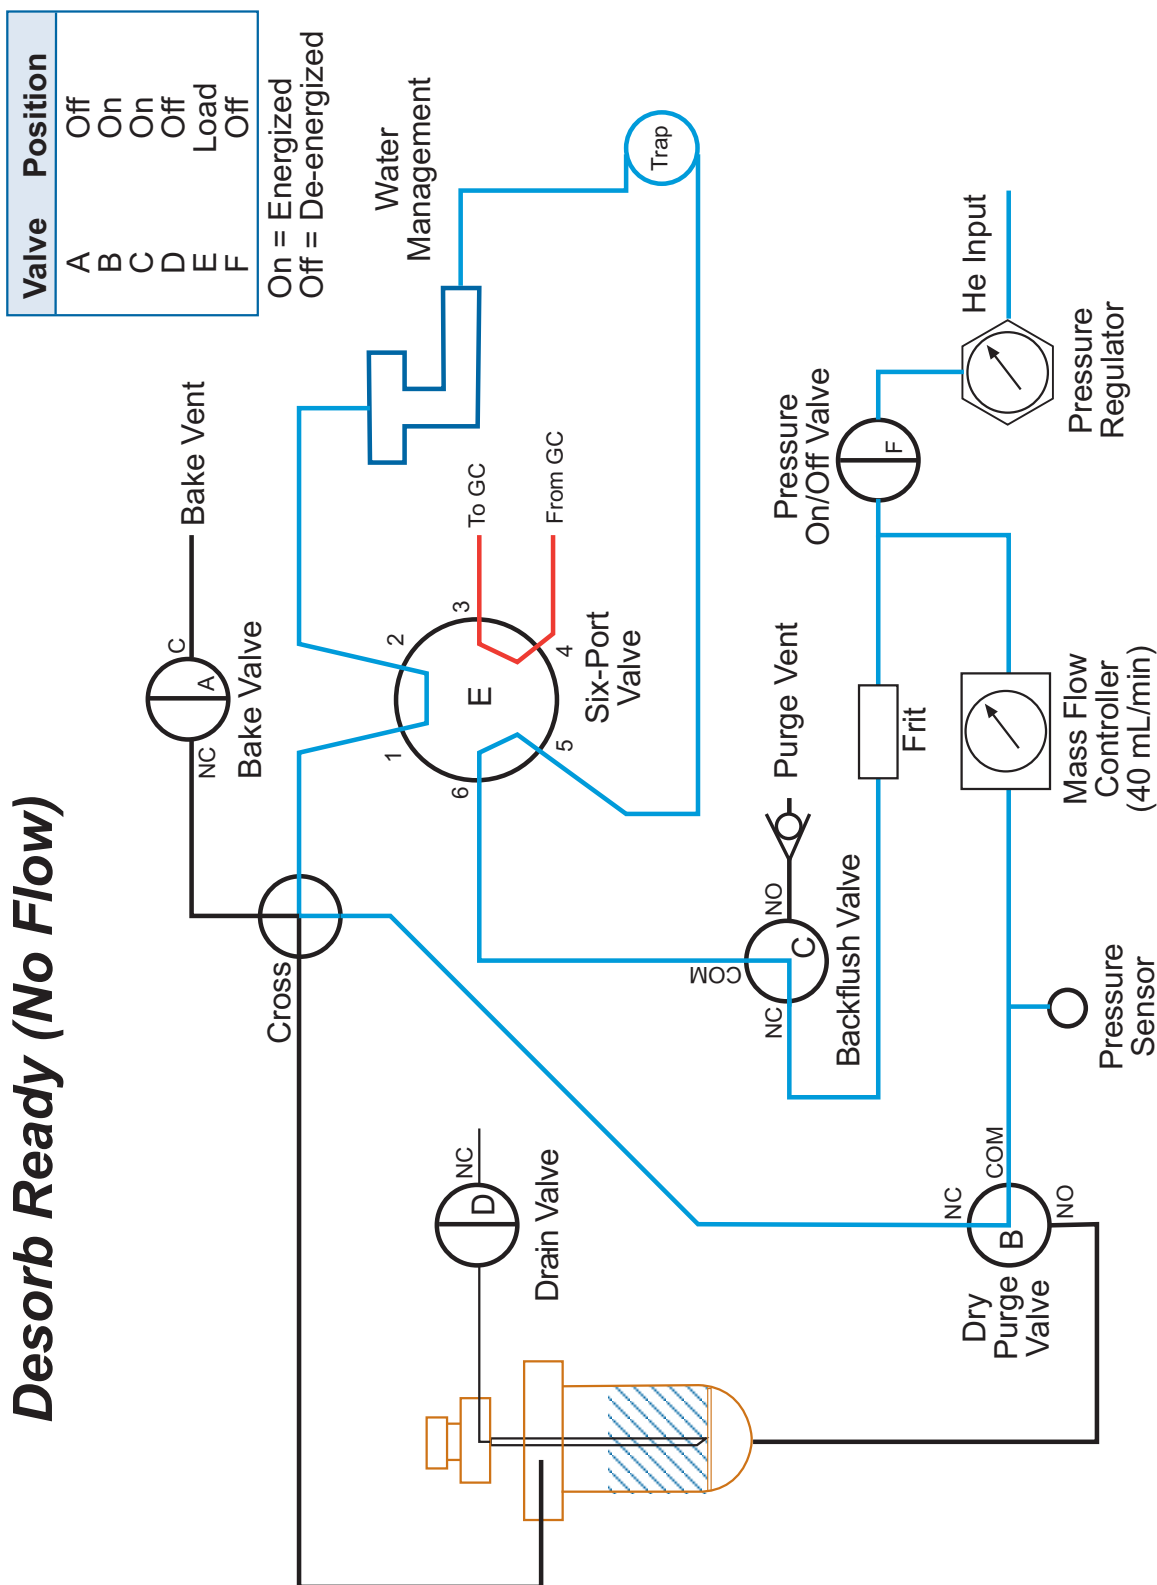 Desorb Ready (No Flow)
Valve Position
A Off
B On
C On
D Off
E Load
F Off
On = Energized
Off = De-energized
Bake Vent
C
A
NC
Bake Valve
Cross
Water
Management
Trap
To GC
From GC
1
2
3
4
5
6
E
Six-Port
Valve
NC
D
Drain Valve
Purge Vent
NO
C
COM
NC
Backflush Valve
Frit
Pressure
On/Off Valve
F
He Input
Pressure
Regulator
Mass Flow
Controller
(40 mL/min)
Pressure
Sensor
NC
COM
NO
B
Dry
Purge
Valve